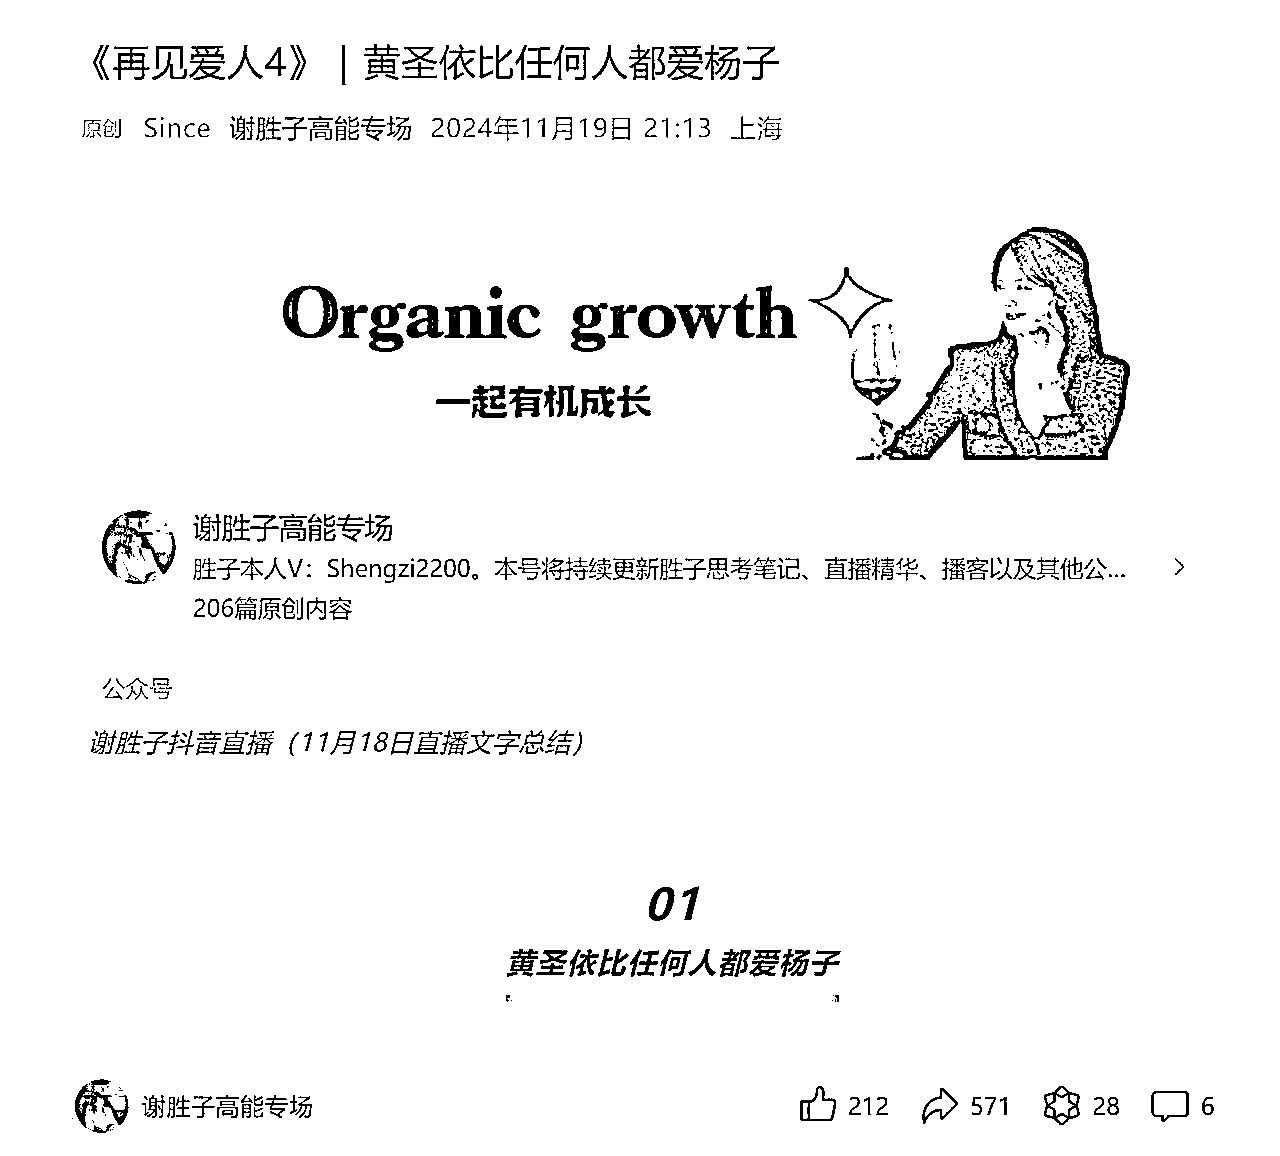 《再见爱人4》｜黄圣依比任何人都爱杨子
原创 Since 谢胜子高能专场 2024年11月19日 21:13 上海
Organic growth
一起有机成长
谢胜子高能专场
胜子本人V：Shengzi2200。本号将持续更新胜子思考笔记、直播精华、播客以及其他公...
206篇原创内容
公众号
谢胜子抖音直播（11月18日直播文字总结）
01
黄圣依比任何人都爱杨子
谢胜子高能专场 212 571 28 6